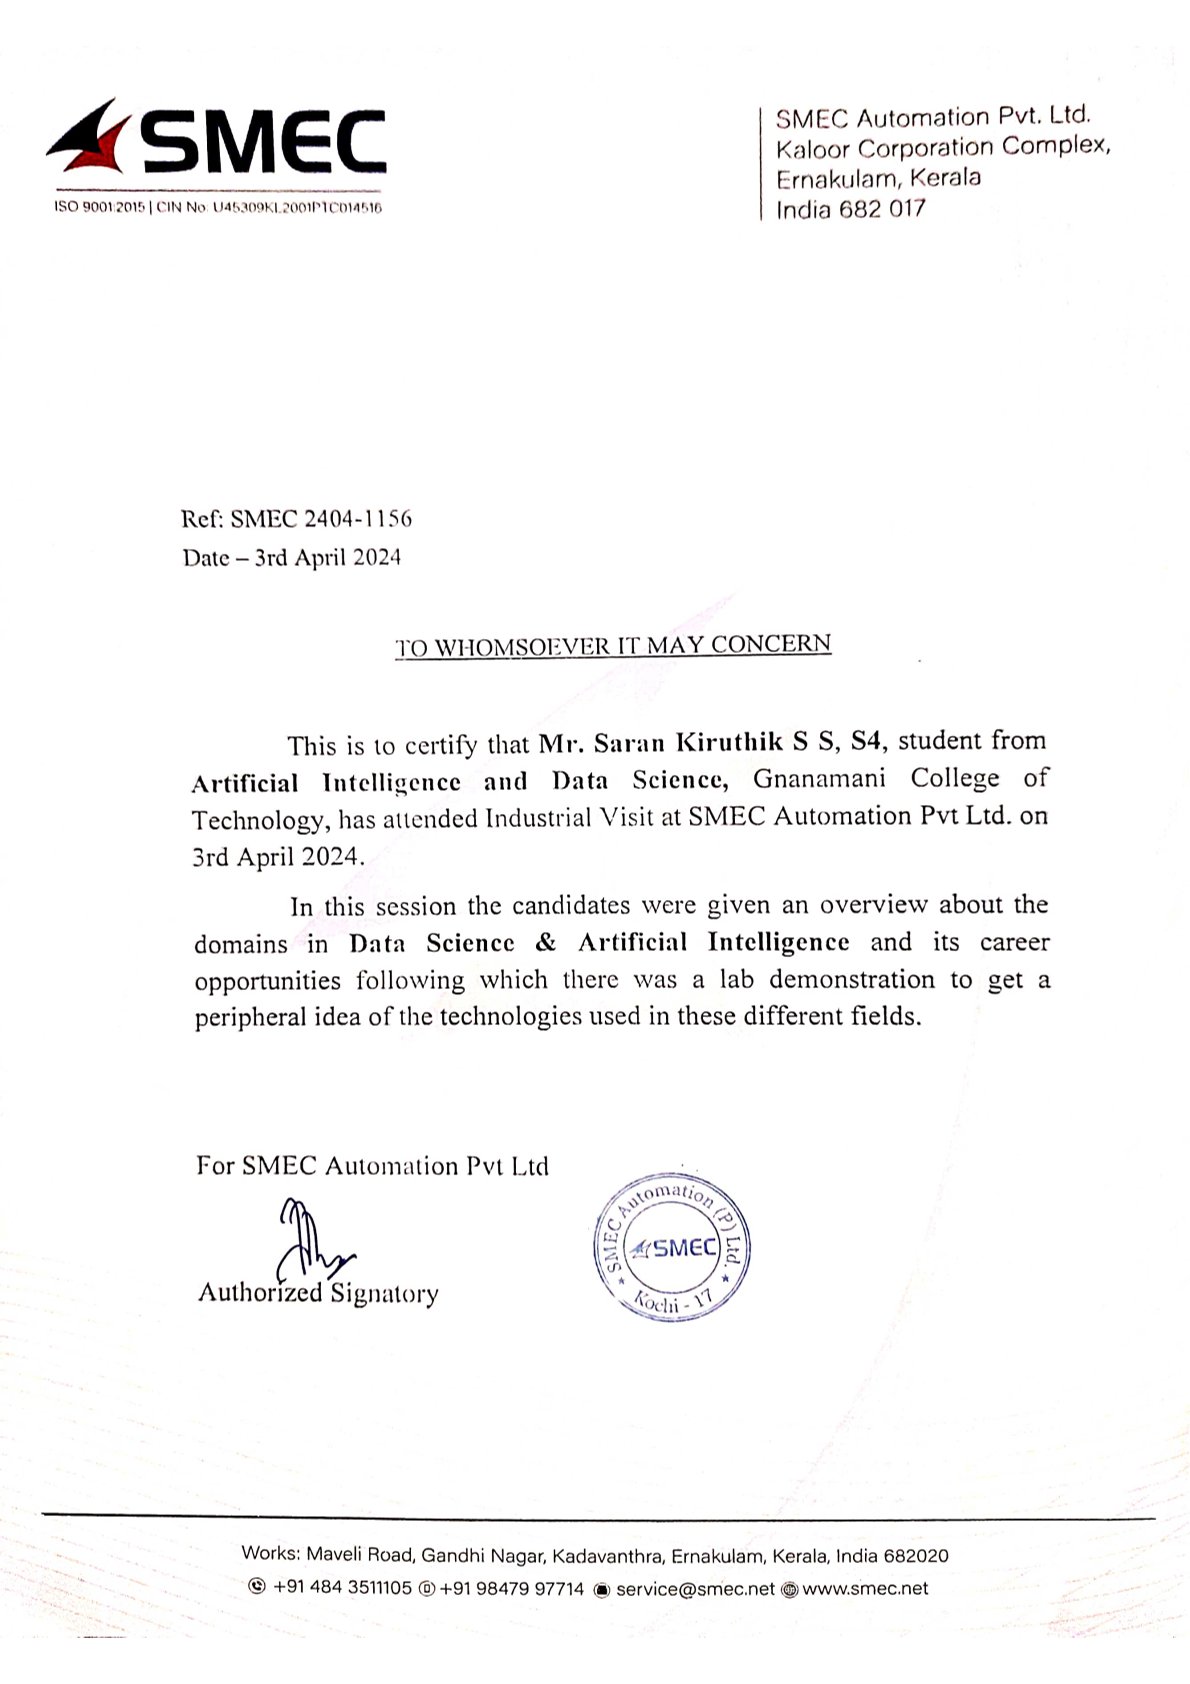 SMEC
ISO 9001:2015 | CIN No: U45309KL2001PTC014516
SMEC Automation Pvt. Ltd.
Kaloor Corporation Complex,
Ernakulam, Kerala
India 682 017
Ref: SMEC 2404-1156
Date – 3rd April 2024
TO WHOMSOEVER IT MAY CONCERN
This is to certify that Mr. Saran Kiruthik S S, S4, student from
Artificial Intelligence and Data Science, Gnanamani College of
Technology, has attended Industrial Visit at SMEC Automation Pvt Ltd. on
3rd April 2024.
In this session the candidates were given an overview about the
domains in Data Science & Artificial Intelligence and its career
opportunities following which there was a lab demonstration to get a
peripheral idea of the technologies used in these different fields.
For SMEC Automation Pvt Ltd
Authorized Signatory
SMEC Automation (P) Ltd.
SMEC
Kochi - 17
Works: Maveli Road, Gandhi Nagar, Kadavanthra, Ernakulam, Kerala, India 682020
+91 484 3511105 +91 98479 97714 service@smec.net www.smec.net